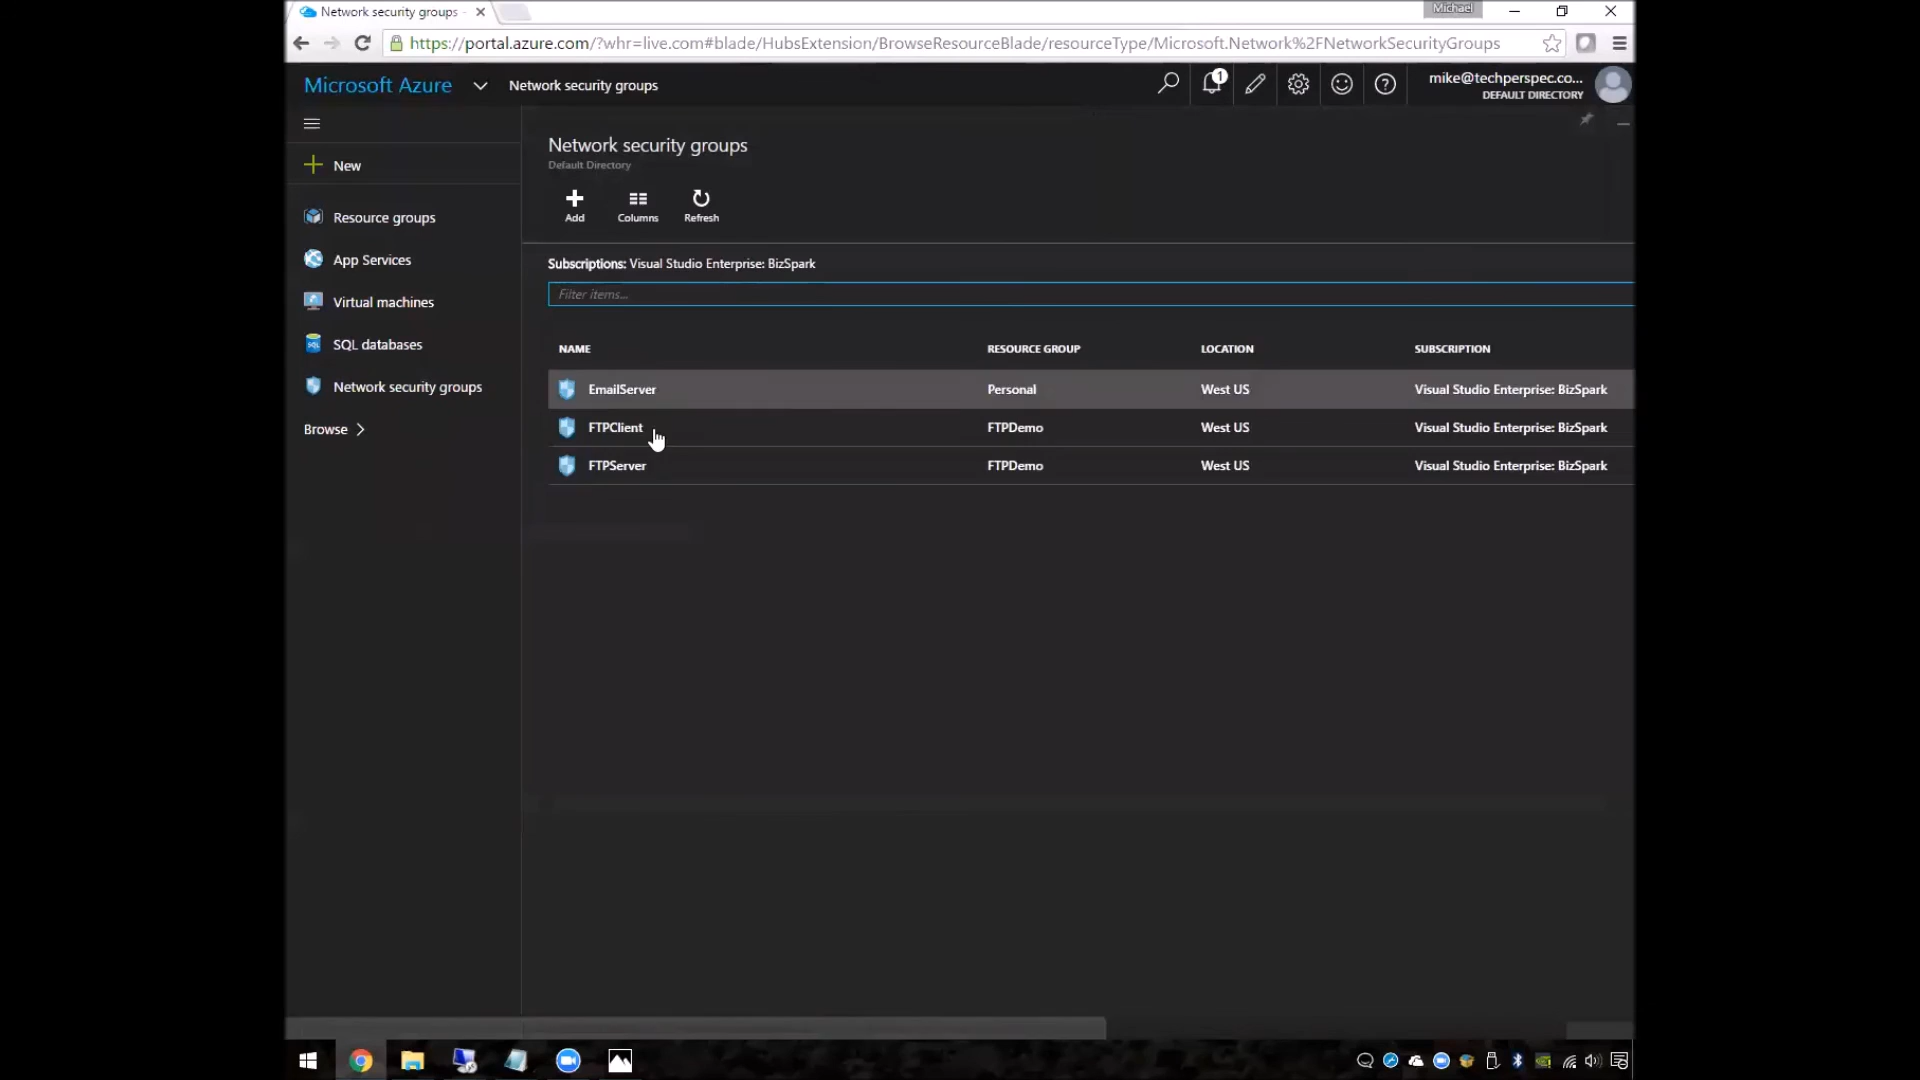 Network security groups -
Michael
https://portal.azure.com/?whr=live.com#blade/HubsExtension/BrowseResourceBlade/resourceType/Microsoft.Network%2FNetworkSecurityGroups
Microsoft Azure
Network security groups
1
mike@techperspec.co...
DEFAULT DIRECTORY
New
Resource groups
App Services
Virtual machines
SQL databases
Network security groups
Browse
Network security groups
Default Directory
Add
Columns
Refresh
Subscriptions: Visual Studio Enterprise: BizSpark
Filter items...
NAME RESOURCE GROUP LOCATION SUBSCRIPTION
EmailServer Personal West US Visual Studio Enterprise: BizSpark
FTPClient FTPDemo West US Visual Studio Enterprise: BizSpark
FTPServer FTPDemo West US Visual Studio Enterprise: BizSpark